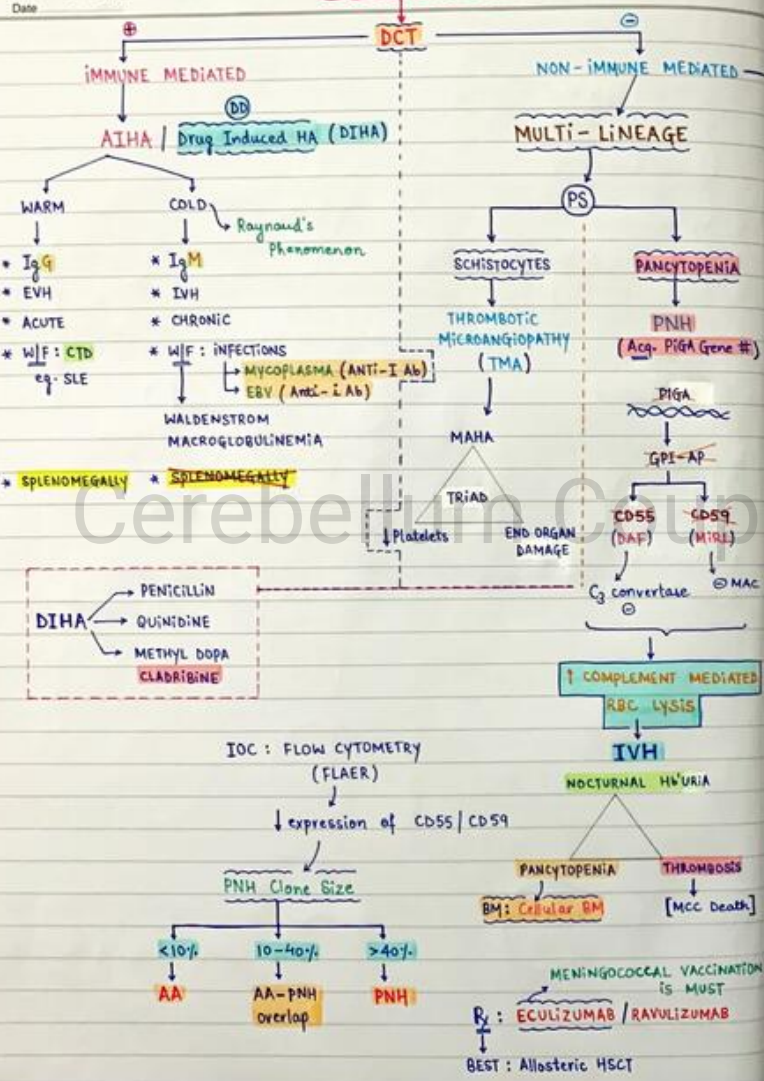 Date
DCT
⊕
⊖
IMMUNE MEDIATED
NON-IMMUNE MEDIATED
DD
AIHA / Drug Induced HA (DIHA)
MULTI-LINEAGE
WARM
COLD
Raynaud's
Phenomenon
* IgG
* EVH
* ACUTE
* W/F: CTD
eg. SLE
* SPLENOMEGALLY
* IgM
* IVH
* CHRONIC
* W/F: INFECTIONS
MYCOPLASMA (ANTI-I Ab)
EBV (Anti-i Ab)
WALDENSTROM
MACROGLOBULINEMIA
* SPLENOMEGALLY
PS
SCHISTOCYTES
THROMBOTIC
MICROANGIOPATHY
(TMA)
MAHA
TRIAD
↓Platelets
END ORGAN
DAMAGE
PANCYTOPENIA
PNH
(Acq. PIGA Gene #)
PIGA
GPI-AP
CD55
(DAF)
CD59
(MIRL)
C3 convertase
⊖
⊖ MAC
↑ COMPLEMENT MEDIATED
RBC LYSIS
IVH
NOCTURNAL Hb'URIA
PANCYTOPENIA
THROMBOSIS
BM: Cellular BM
[MCC Death]
Cerebellum Coup
DIHA
PENICILLIN
QUINIDINE
METHYL DOPA
CLADRIBINE
IOC: FLOW CYTOMETRY
(FLAER)
↓ expression of CD55/CD59
PNH Clone Size
<10%
10-40%
>40%
AA
AA-PNH
overlap
PNH
MENINGOCOCCAL VACCINATION
IS MUST
Rx: ECULIZUMAB / RAVULIZUMAB
BEST: Allosteric HSCT